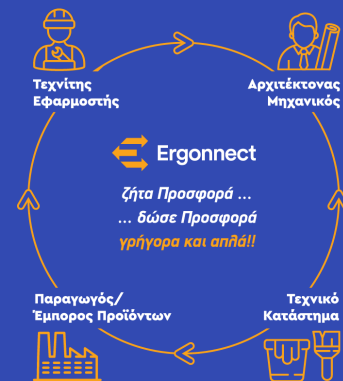 Τεχνίτης
Εφαρμοστής
Αρχιτέκτονας
Μηχανικός
Ergonnect
ζήτα Προσφορά ...
... δώσε Προσφορά
γρήγορα και απλά!!
Παραγωγός/
Έμπορος Προϊόντων
Τεχνικό
Κατάστημα